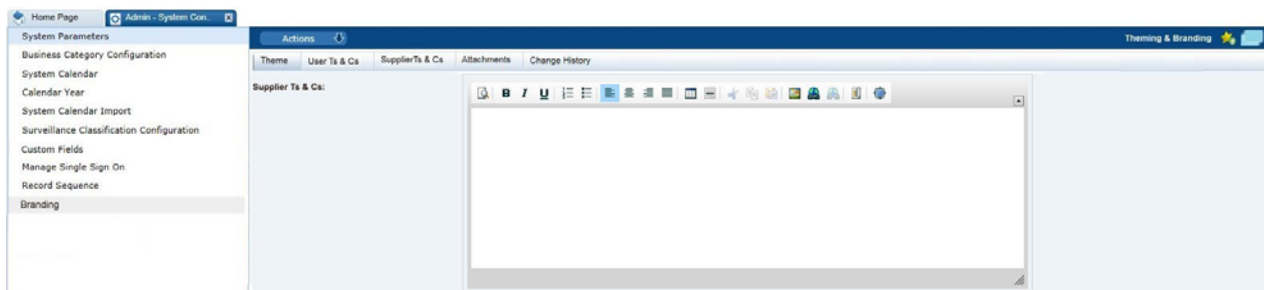 Home Page
Admin - System Con..
System Parameters
Business Category Configuration
System Calendar
Calendar Year
System Calendar Import
Surveillance Classification Configuration
Custom Fields
Manage Single Sign On
Record Sequence
Branding
Actions
Theming & Branding
Theme User Ts & Cs SupplierTs & Cs Attachments Change History
Supplier Ts & Cs:
B I U